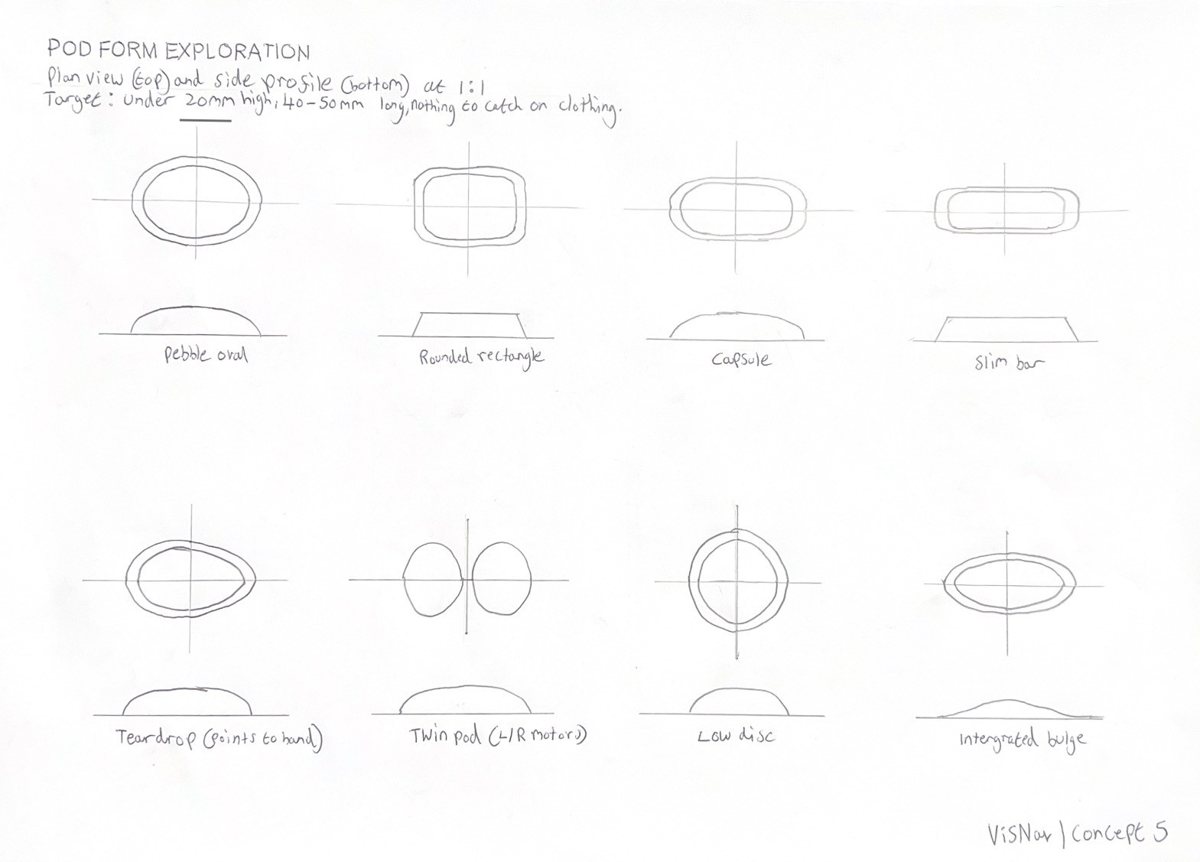 POD FORM EXPLORATION
Plan view (top) and side profile (bottom) at 1:1
Target: Under 20mm high, 40-50mm long, nothing to catch on clothing.
Pebble oval
Rounded rectangle
Capsule
Slim bar
Teardrop (points to hand)
Twin pod (L/R motors)
Low disc
Intergrated bulge
VisNav | Concept 5